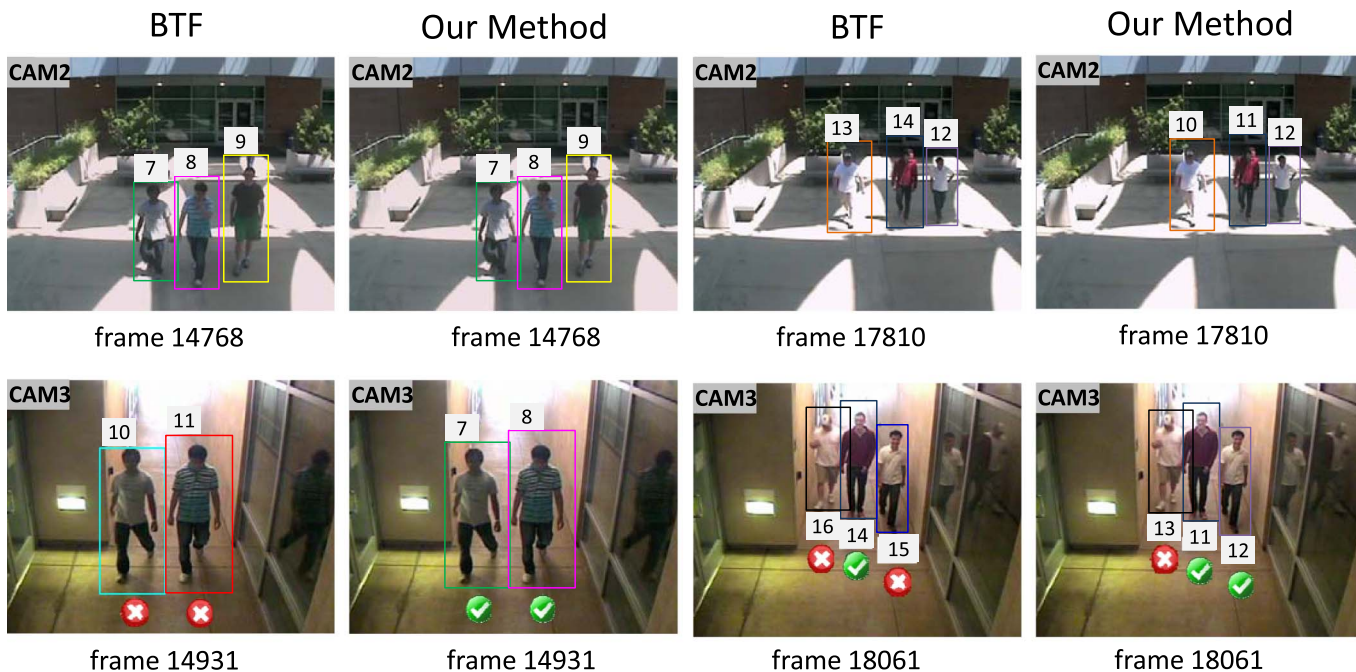 BTF Our Method BTF Our Method
CAM2 CAM2 CAM2 CAM2
7 8 9 7 8 9 13 14 12 10 11 12
frame 14768 frame 14768 frame 17810 frame 17810
CAM3 CAM3 CAM3 CAM3
10 11 7 8 16 14 15 13 11 12
frame 14931 frame 14931 frame 18061 frame 18061